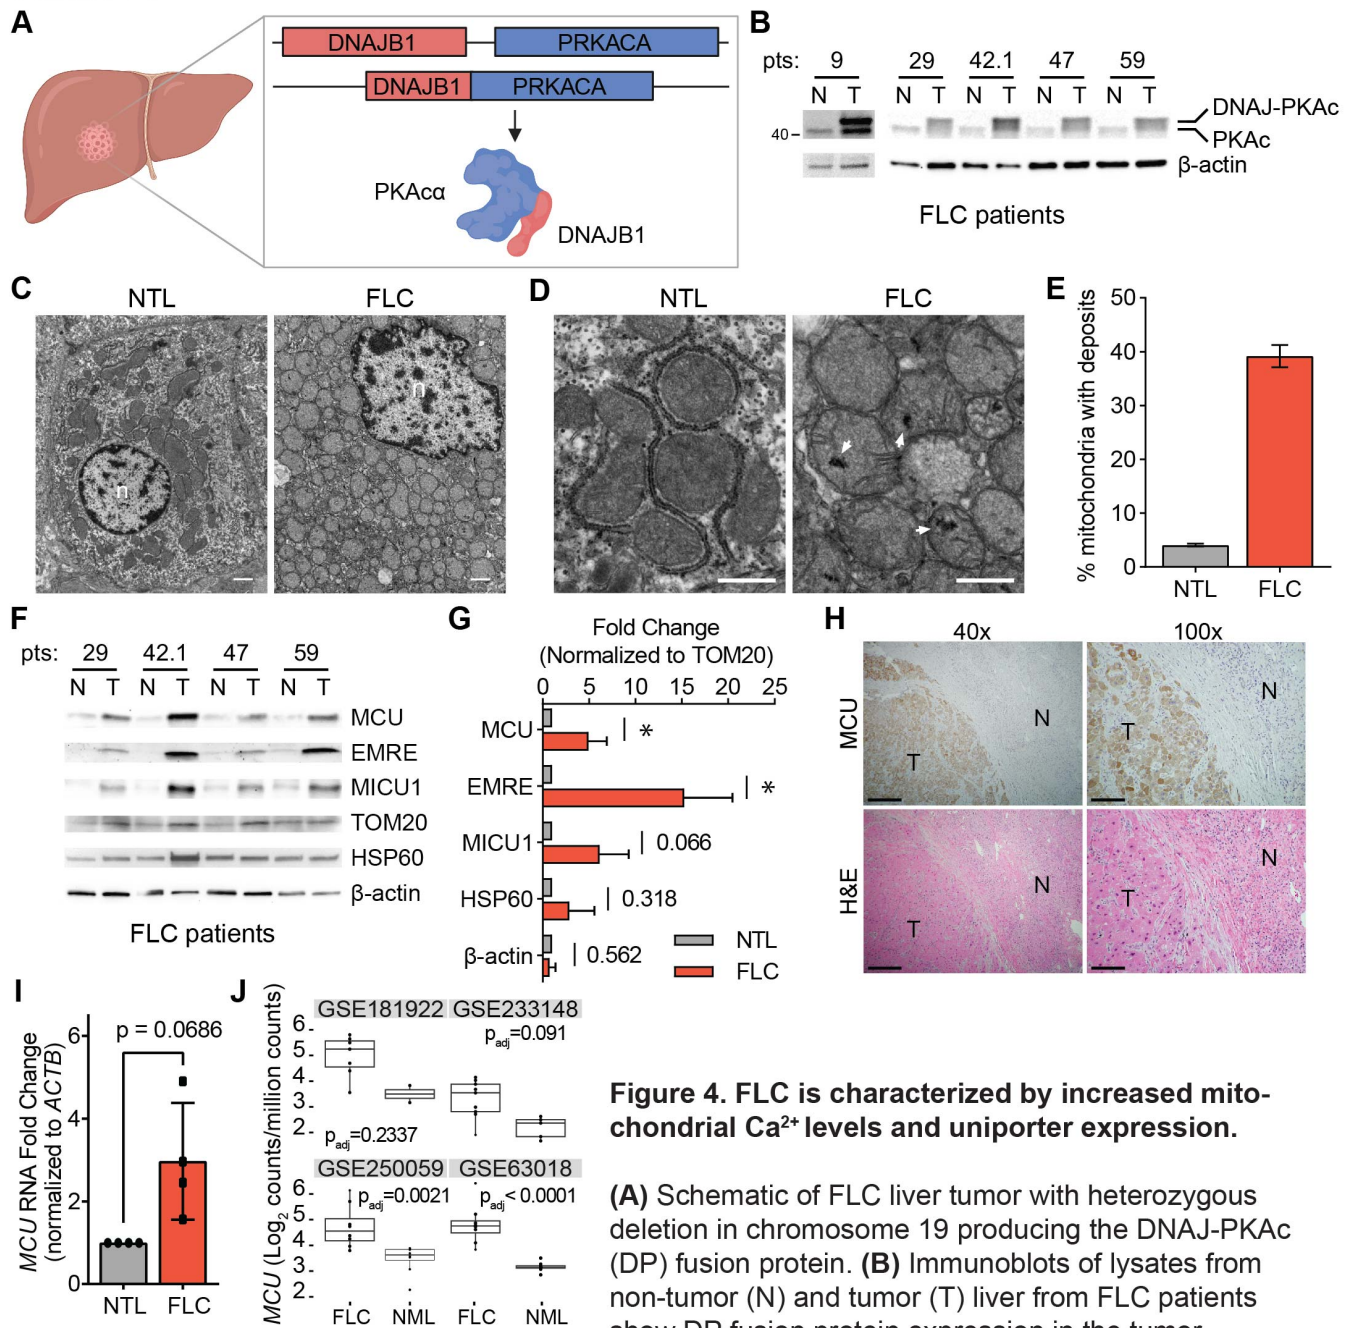 A
DNAJB1
PRKACA
DNAJB1
PRKACA
PKAcα
DNAJB1
B
pts: 9 29 42.1 47 59
N T N T N T N T N T
40
DNAJ-PKAc
PKAc
β-actin
FLC patients
C
NTL
FLC
n
n
D
NTL
FLC
E
% mitochondria with deposits
50
40
30
20
10
0
NTL
FLC
F
pts: 29 42.1 47 59
N T N T N T N T
MCU
EMRE
MICU1
TOM20
HSP60
β-actin
FLC patients
G
Fold Change
(Normalized to TOM20)
0 5 10 15 20 25
MCU *
EMRE *
MICU1 0.066
HSP60 0.318
β-actin 0.562
NTL
FLC
H
40x 100x
MCU
N
T
N
T
H&E
N
T
N
T
I
MCU RNA Fold Change
(normalized to ACTB)
p = 0.0686
6
4
2
0
NTL FLC
J
MCU (Log2 counts/million counts)
GSE181922 GSE233148
6
5
4
3
2
padj=0.2337
padj=0.091
GSE250059 GSE63018
6
5
4
3
2
padj=0.0021
padj< 0.0001
FLC NML FLC NML
Figure 4. FLC is characterized by increased mito-
chondrial Ca²⁺ levels and uniporter expression.
(A) Schematic of FLC liver tumor with heterozygous
deletion in chromosome 19 producing the DNAJ-PKAc
(DP) fusion protein. (B) Immunoblots of lysates from
non-tumor (N) and tumor (T) liver from FLC patients
show DP fusion protein expression in the tumor